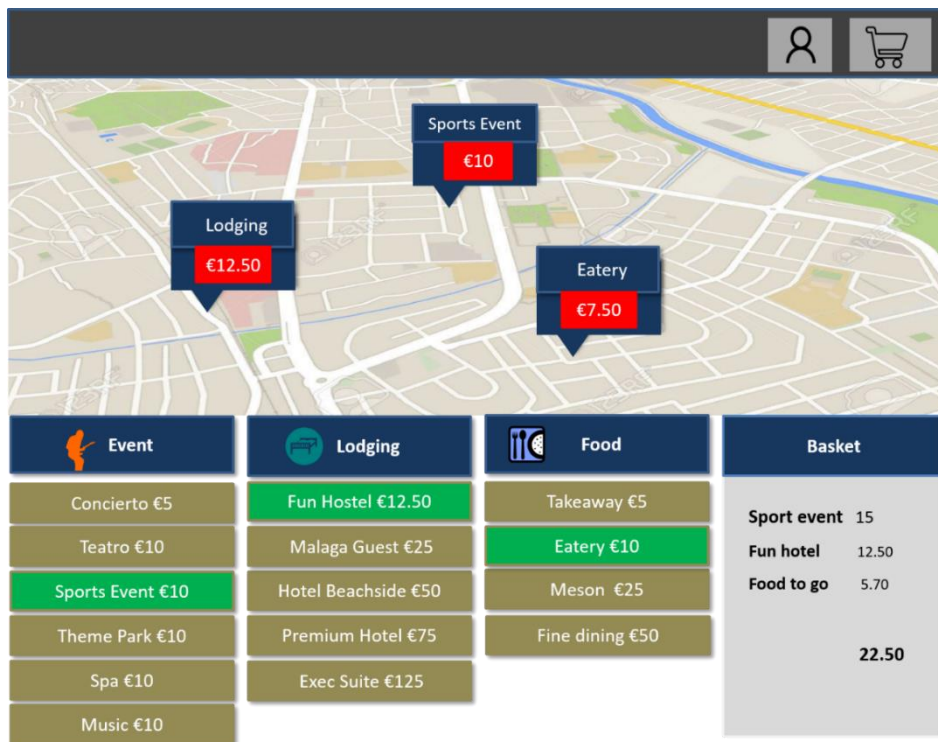 Sports Event
€10
Lodging
€12.50
Eatery
€7.50
Event
Concierto €5
Teatro €10
Sports Event €10
Theme Park €10
Spa €10
Music €10
Lodging
Fun Hostel €12.50
Malaga Guest €25
Hotel Beachside €50
Premium Hotel €75
Exec Suite €125
Food
Takeaway €5
Eatery €10
Meson €25
Fine dining €50
Basket
Sport event 15
Fun hotel 12.50
Food to go 5.70
22.50